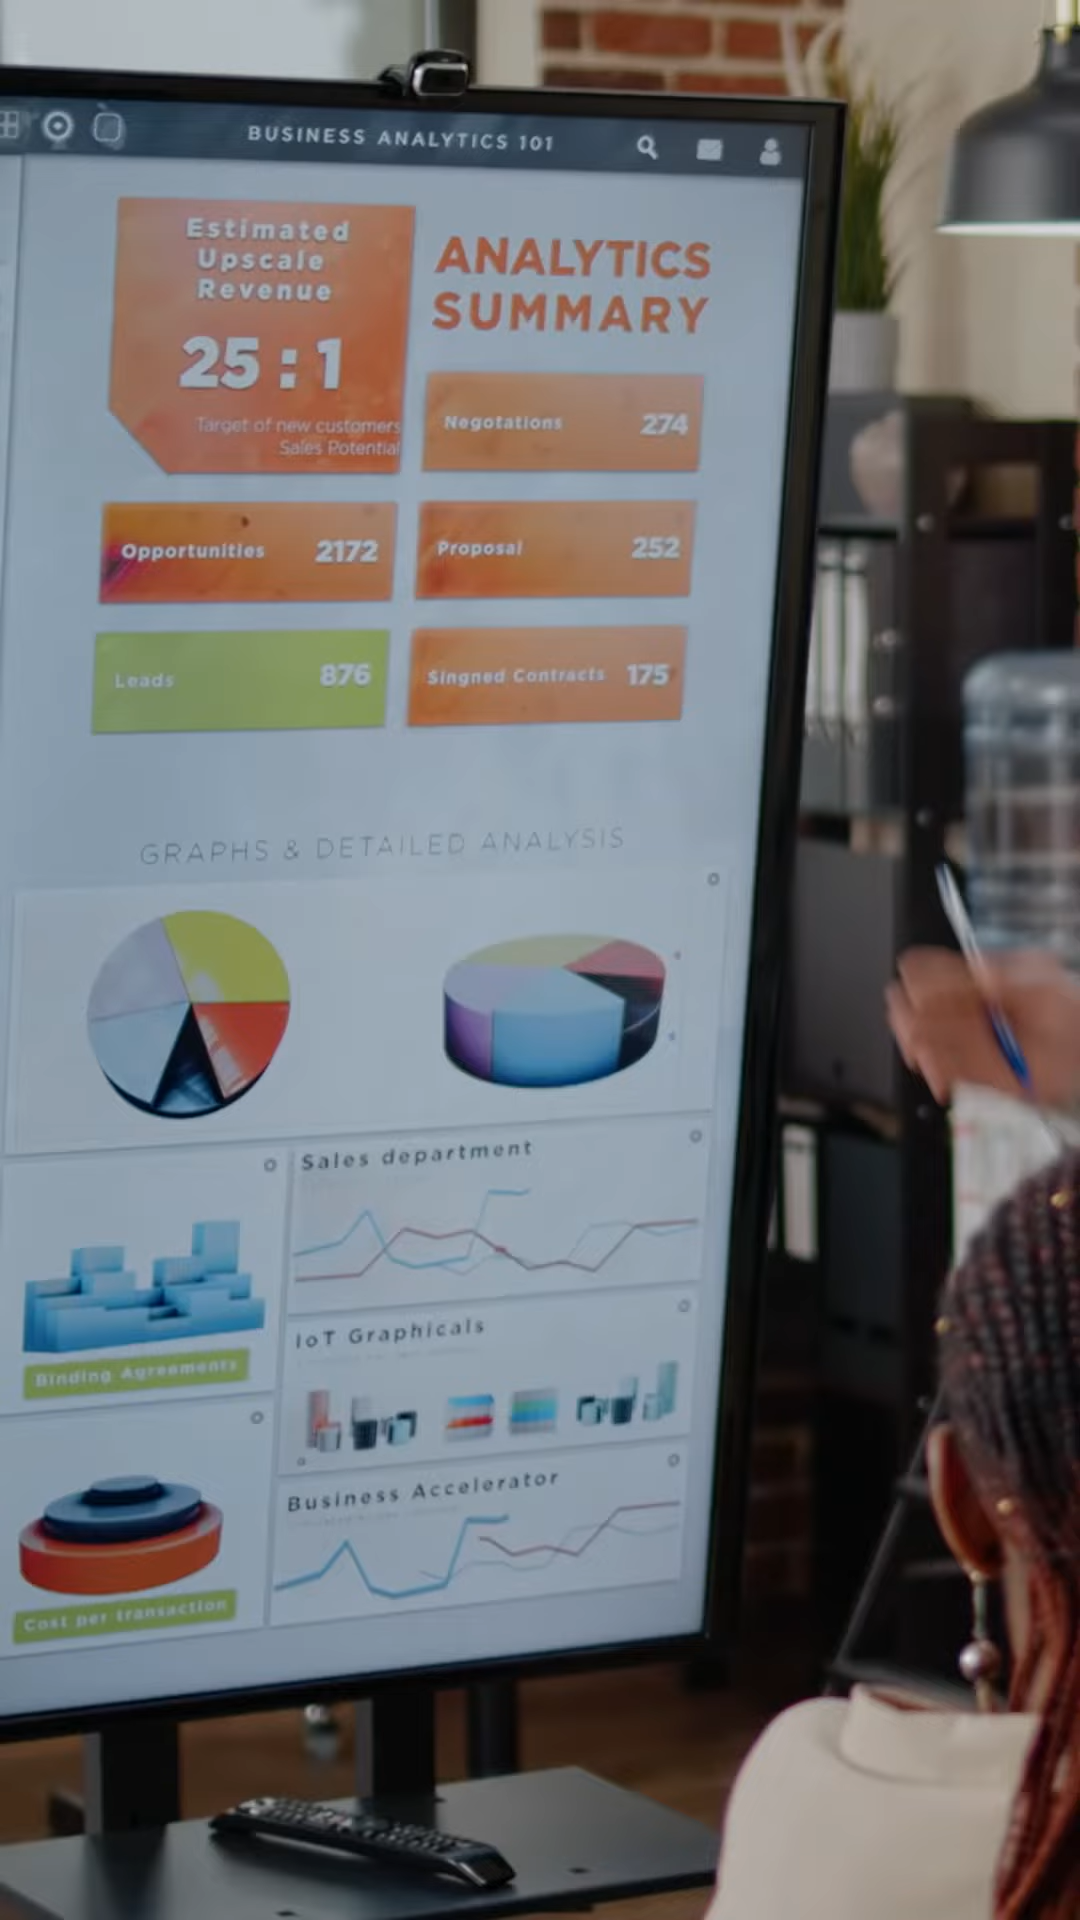 BUSINESS ANALYTICS 101
Estimated
Upscale
Revenue
25 : 1
Target of new customers
Sales Potential
ANALYTICS
SUMMARY
Negotations 274
Opportunities 2172
Proposal 252
Leads 876
Singned Contracts 175
GRAPHS & DETAILED ANALYSIS
Sales department
Binding Agreements
IoT Graphicals
Business Accelerator
Cost per transaction